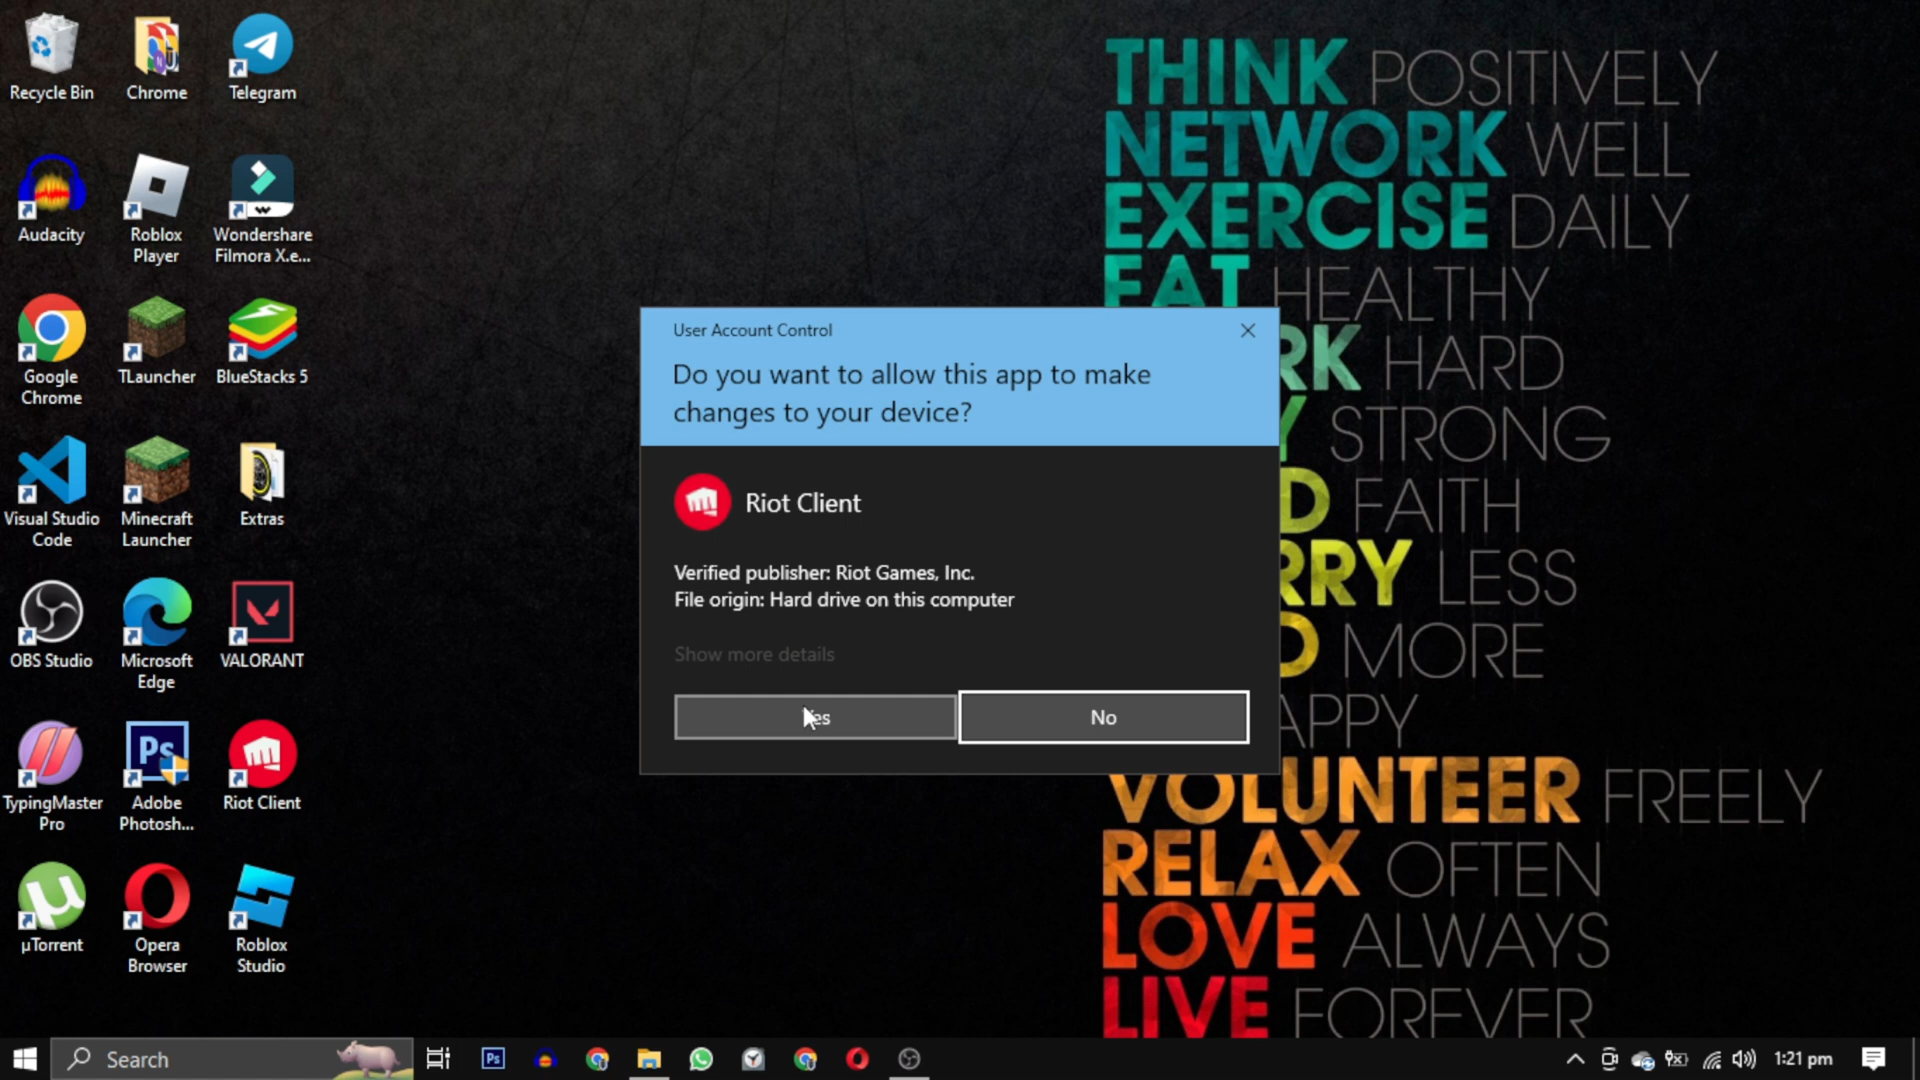 Recycle Bin
Chrome
Telegram
Audacity
Roblox
Player
Wondershare
Filmora X.e...
Google
Chrome
TLauncher
BlueStacks 5
Visual Studio
Code
Minecraft
Launcher
Extras
OBS Studio
Microsoft
Edge
VALORANT
TypingMaster
Pro
Adobe
Photosh...
Riot Client
µTorrent
Opera
Browser
Roblox
Studio
THINK POSITIVELY
NETWORK WELL
EXERCISE DAILY
EAT HEALTHY
RK HARD
Y STRONG
D FAITH
RRY LESS
D MORE
APPY
VOLUNTEER FREELY
RELAX OFTEN
LOVE ALWAYS
LIVE FOREVER
User Account Control
Do you want to allow this app to make
changes to your device?
Riot Client
Verified publisher: Riot Games, Inc.
File origin: Hard drive on this computer
Show more details
Yes
No
Ps
Search
Ps
1:21 pm